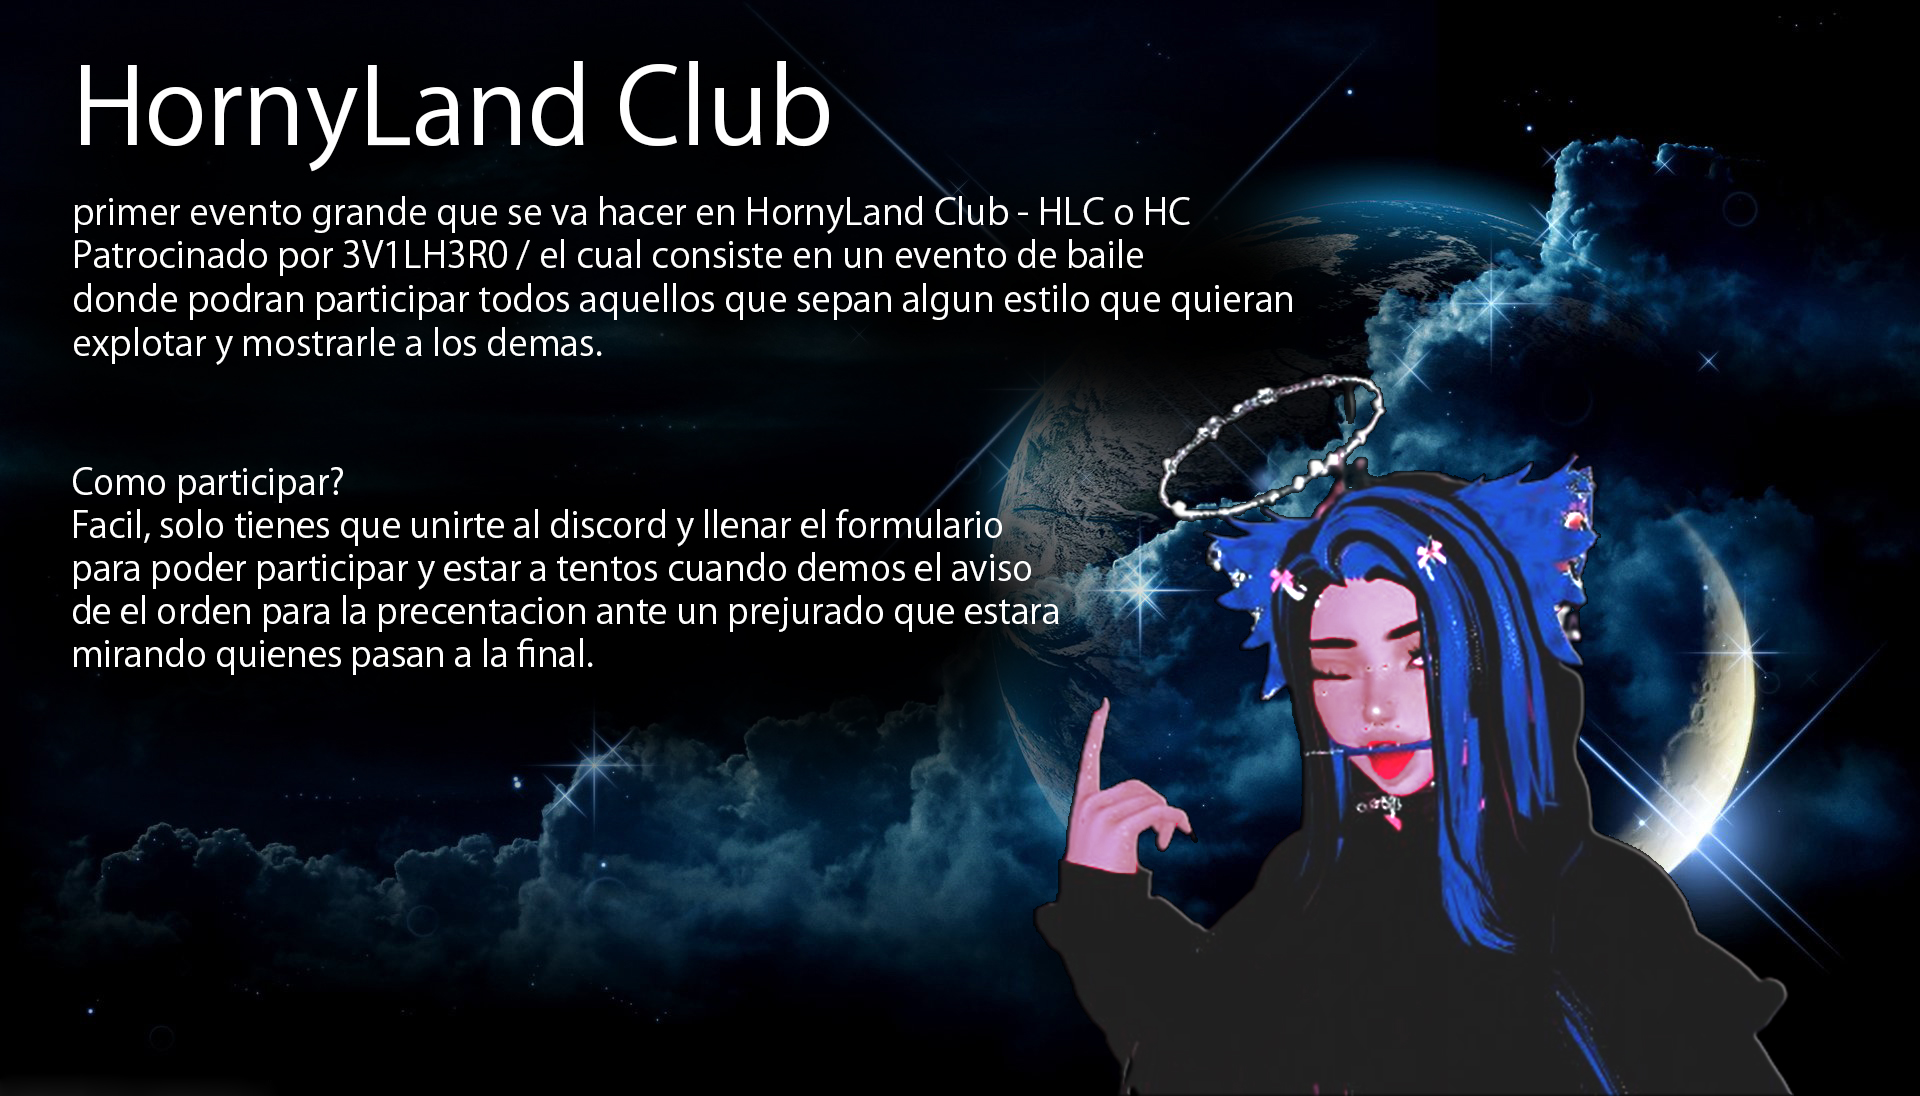 HornyLand Club
primer evento grande que se va hacer en HornyLand Club - HLC o HC
Patrocinado por 3V1LH3R0 / el cual consiste en un evento de baile
donde podran participar todos aquellos que sepan algun estilo que quieran
explotar y mostrarle a los demas.
Como participar?
Facil, solo tienes que unirte al discord y llenar el formulario
para poder participar y estar a tentos cuando demos el aviso
de el orden para la precentacion ante un prejurado que estara
mirando quienes pasan a la final.